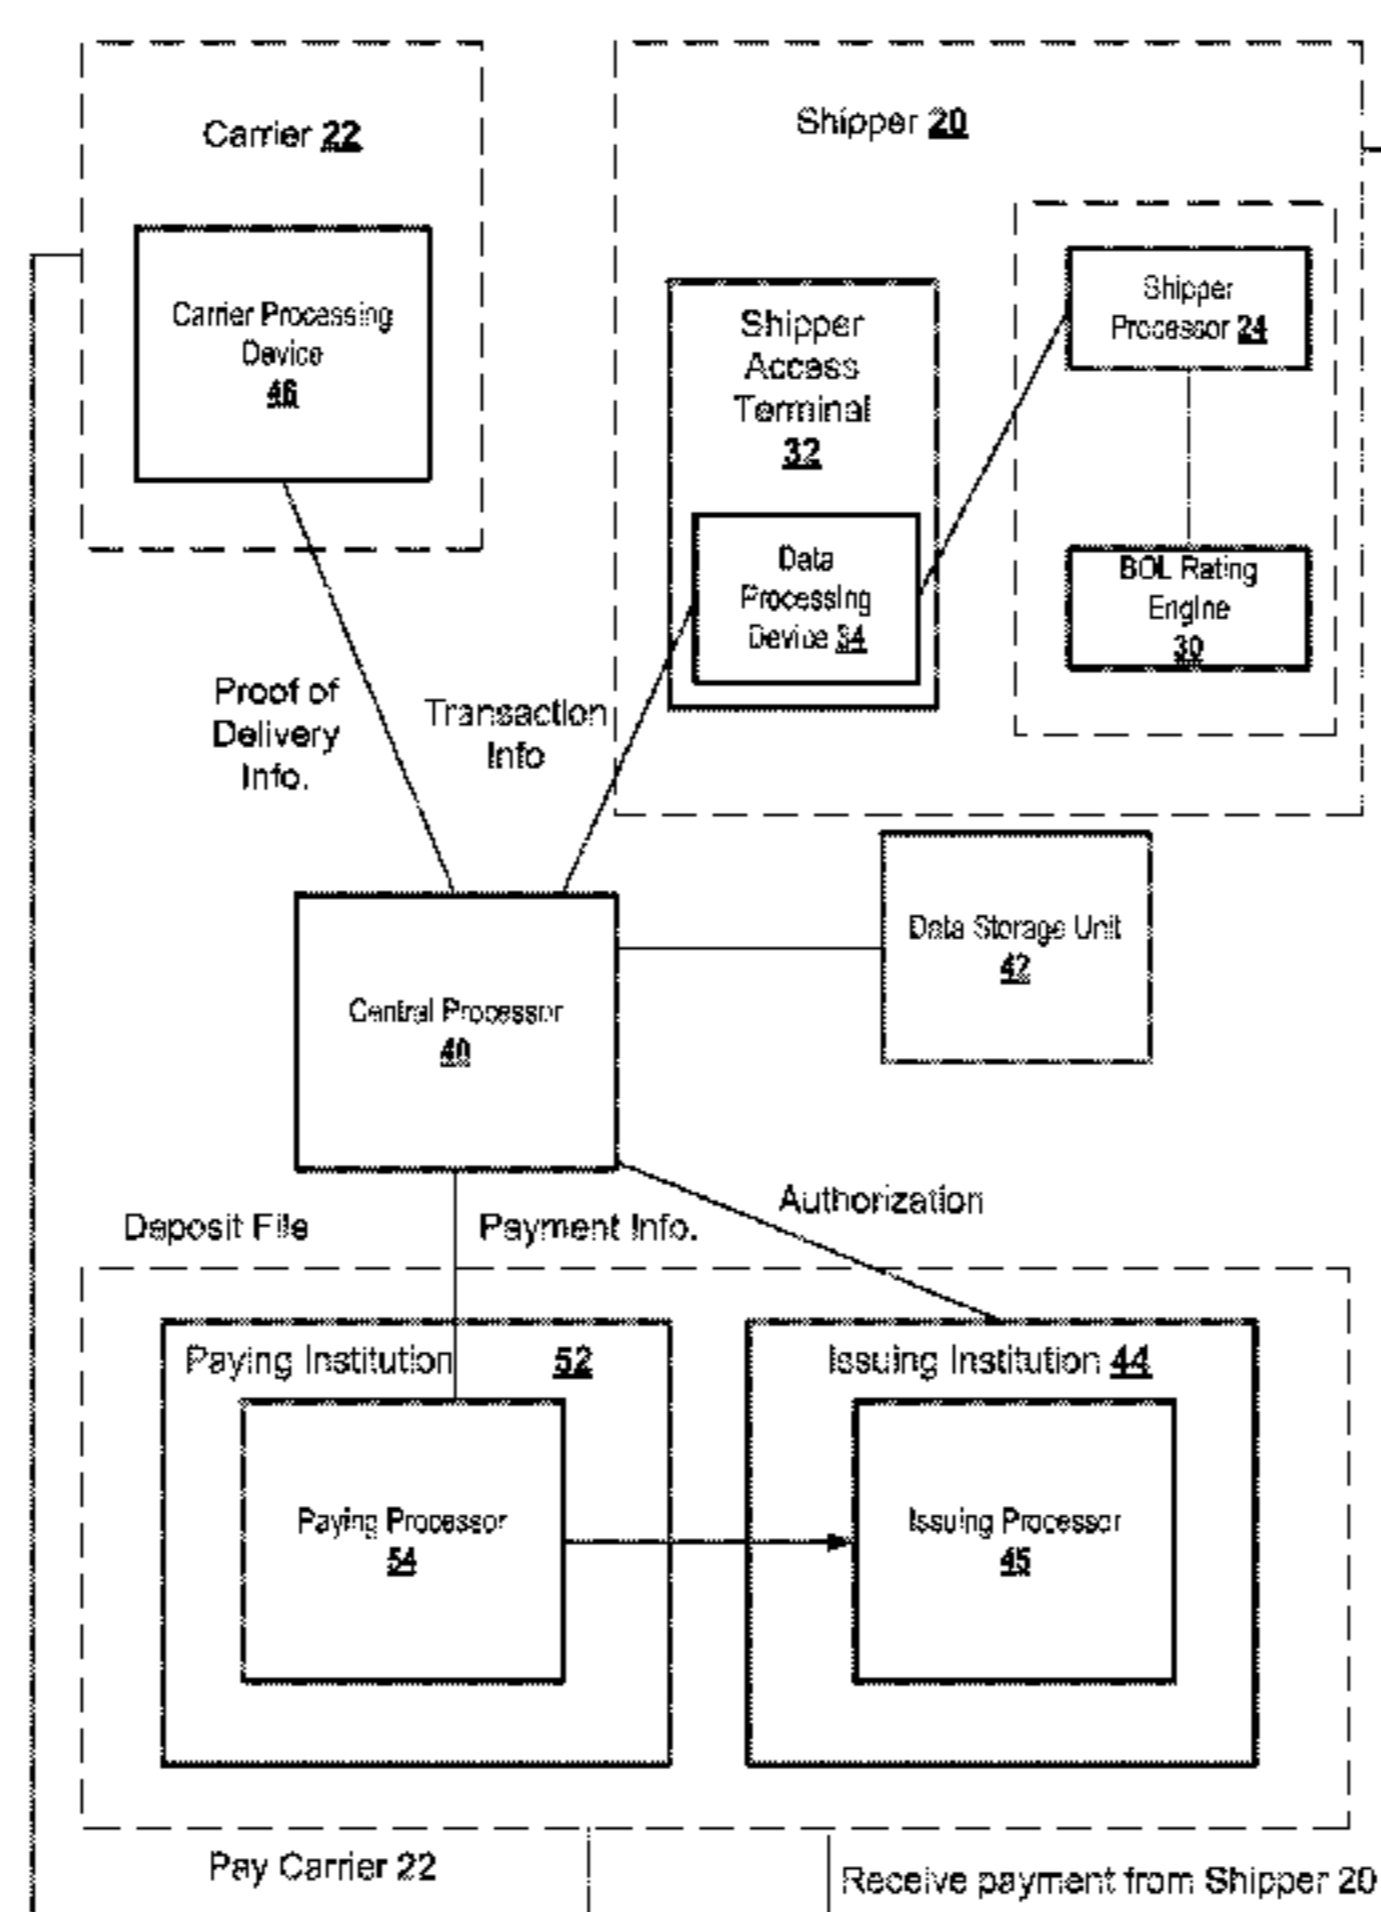 Carrier 22
Shipper 20
Carrier Processing
Device
46
Shipper
Access
Terminal
32
Shipper
Processor 24
Data
Processing
Device 34
BOL Rating
Engine
30
Proof of
Delivery
Info.
Transaction
Info
Data Storage Unit
42
Central Processor
40
Deposit File
Payment Info.
Authorization
Paying Institution 52
Issuing Institution 44
Paying Processor
54
Issuing Processor
45
Pay Carrier 22
Receive payment from Shipper 20